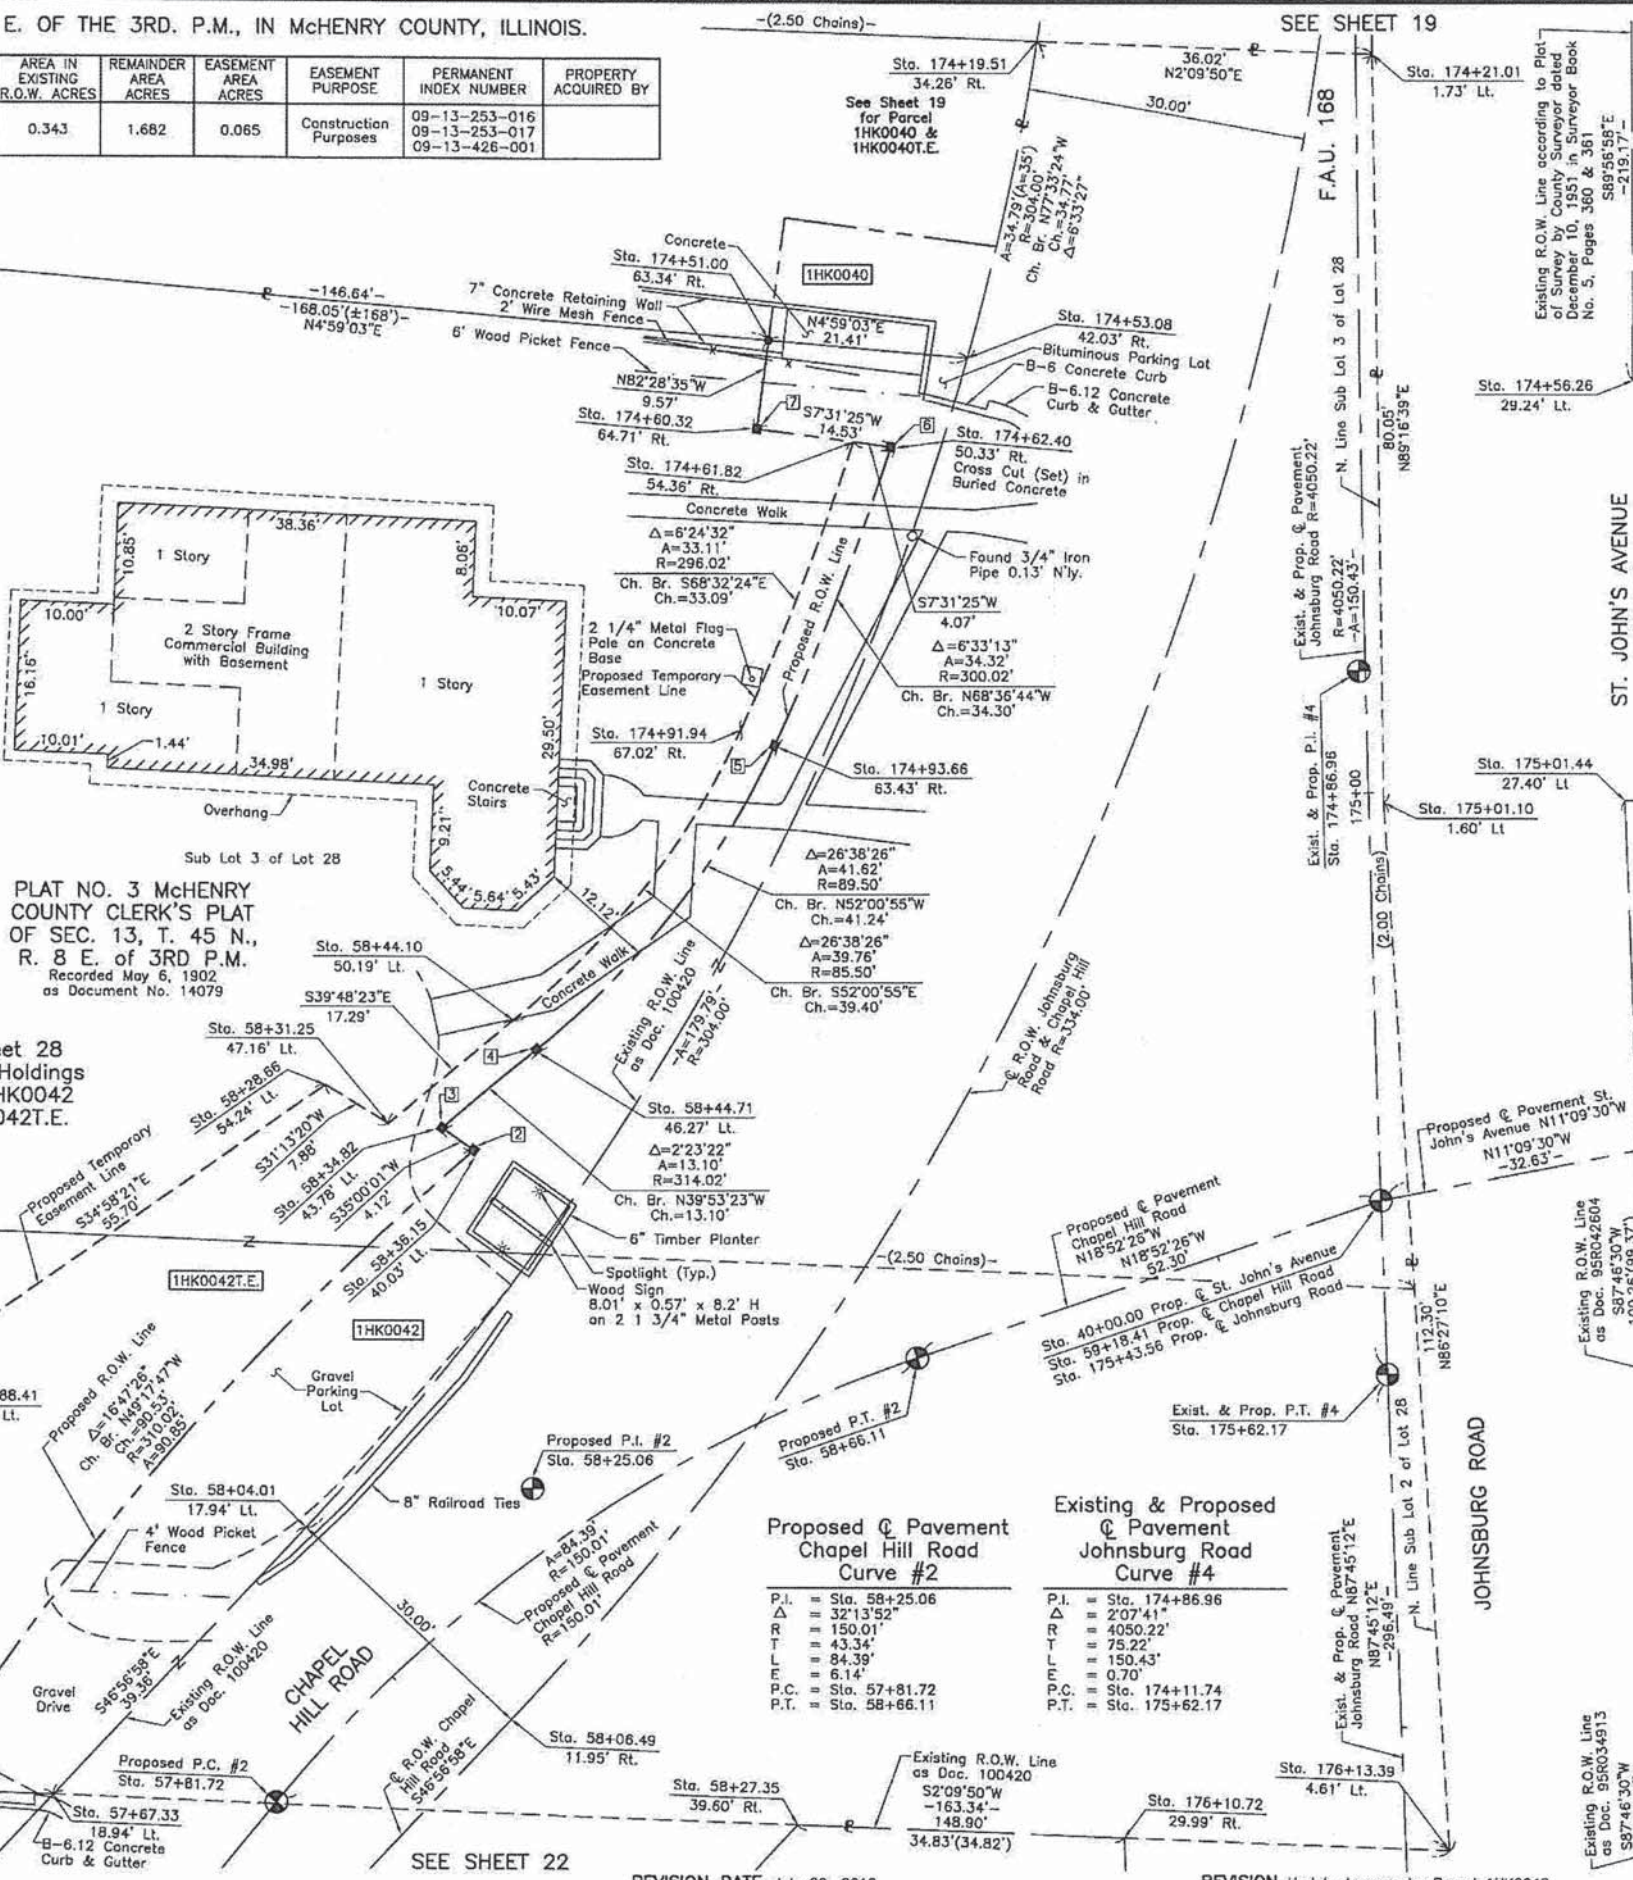 E. OF THE 3RD. P.M., IN McHENRY COUNTY, ILLINOIS.
AREA IN EXISTING R.O.W. ACRES
REMAINDER AREA ACRES
EASEMENT AREA ACRES
EASEMENT PURPOSE
PERMANENT INDEX NUMBER
PROPERTY ACQUIRED BY
0.343
1.682
0.065
Construction Purposes
09-13-253-016
09-13-253-017
09-13-426-001
-(2.50 Chains)-
SEE SHEET 19
Sta. 174+19.51
34.26' Rt.
See Sheet 19
for Parcel
1HK0040 &
1HK0040T.E.
36.02'
N2°09'50"E
30.00'
Sta. 174+21.01
1.73' Lt.
F.A.U. 168
Existing R.O.W. Line according to Plat
of Survey by County Surveyor dated
December 10, 1951 in Surveyor Book
No. 5, Pages 360 & 361
S89°56'58"E
-219.17'-
A=34.79'(A=35')
R=304.00'
Ch. Br. N77°33'24"W
Ch.=34.77'
Δ=6°33'27"
Concrete
Sta. 174+51.00
63.34' Rt.
1HK0040
-146.64'-
-168.05'(±168')-
N4°59'03"E
7" Concrete Retaining Wall
2' Wire Mesh Fence
6' Wood Picket Fence
N4°59'03"E
21.41'
Sta. 174+53.08
42.03' Rt.
Bituminous Parking Lot
B-6 Concrete Curb
B-6.12 Concrete
Curb & Gutter
N82°28'35"W
9.57'
Sta. 174+60.32
64.71' Rt.
7
S7°31'25"W
14.53'
6
Sta. 174+62.40
50.33' Rt.
Cross Cut (Set) in
Buried Concrete
Sta. 174+61.82
54.36' Rt.
Concrete Walk
Sta. 174+56.26
29.24' Lt.
N. Line Sub Lot 3 of Lot 28
80.05'
N89°16'39"E
Exist. & Prop. ℄ Pavement
Johnsburg Road R=4050.22'
R=4050.22'
-A=150.43'-
ST. JOHN'S AVENUE
38.36'
10.85'
1 Story
8.06'
10.00'
10.07'
2 Story Frame
Commercial Building
with Basement
16.16'
1 Story
1 Story
10.01'
1.44'
34.98'
29.50'
Overhang
Concrete
Stairs
9.21'
5.44'
5.64'
5.43'
12.12'
Sub Lot 3 of Lot 28
Δ=6°24'32"
A=33.11'
R=296.02'
Ch. Br. S68°32'24"E
Ch.=33.09'
Proposed R.O.W. Line
Found 3/4" Iron
Pipe 0.13' N'ly.
S7°31'25"W
4.07'
2 1/4" Metal Flag
Pole on Concrete
Base
Proposed Temporary
Easement Line
Δ=6°33'13"
A=34.32'
R=300.02'
Ch. Br. N68°36'44"W
Ch.=34.30'
Sta. 174+91.94
67.02' Rt.
5
Sta. 174+93.66
63.43' Rt.
Exist. & Prop. P.I. #4
Sta. 174+86.96
175+00
Sta. 175+01.44
27.40' Lt
Sta. 175+01.10
1.60' Lt
(2.00 Chains)
PLAT NO. 3 McHENRY
COUNTY CLERK'S PLAT
OF SEC. 13, T. 45 N.,
R. 8 E. of 3RD P.M.
Recorded May 6, 1902
as Document No. 14079
Δ=26°38'26"
A=41.62'
R=89.50'
Ch. Br. N52°00'55"W
Ch.=41.24'
Δ=26°38'26"
A=39.76'
R=85.50'
Ch. Br. S52°00'55"E
Ch.=39.40'
Sta. 58+44.10
50.19' Lt.
S39°48'23"E
17.29'
Concrete Walk
Existing R.O.W. Line
as Doc. 100420
-A=179.79'-
R=304.00'
℄ R.O.W. Johnsburg
Road & Chapel Hill
Road R=334.00'
Sta. 58+31.25
47.16' Lt.
eet 28
Holdings
HK0042
042T.E.
Sta. 58+28.66
54.24' Lt.
S31°13'20"W
7.88'
4
3
2
Sta. 58+44.71
46.27' Lt.
Δ=2°23'22"
A=13.10'
R=314.02'
Ch. Br. N39°53'23"W
Ch.=13.10'
Proposed Temporary
Easement Line
S34°58'21"E
55.70'
Sta. 58+34.82
43.78' Lt.
S35°00'01"W
4.12'
Sta. 58+36.15
40.03' Lt.
6" Timber Planter
Spotlight (Typ.)
Wood Sign
8.01' x 0.57' x 8.2' H
on 2 1 3/4" Metal Posts
-(2.50 Chains)-
1HK0042T.E.
1HK0042
Proposed ℄ Pavement St.
John's Avenue N11°09'30"W
N11°09'30"W
-32.63'-
Proposed ℄ Pavement
Chapel Hill Road
N18°52'26"W
N18°52'26"W
52.30'
Sta. 40+00.00 Prop. ℄ St. John's Avenue
Sta. 59+18.41 Prop. ℄ Chapel Hill Road
Sta. 175+43.56 Prop. ℄ Johnsburg Road
112.30'
N86°27'10"E
Existing R.O.W. Line
as Doc. 95R042604
S87°46'30"W
Proposed R.O.W. Line
Δ=16°47'26"
Ch. Br. N49°17'47"W
Ch.=90.53'
R=310.02'
A=90.85'
88.41
Lt.
Gravel
Parking
Lot
Proposed P.I. #2
Sta. 58+25.06
Proposed P.T. #2
Sta. 58+66.11
Exist. & Prop. P.T. #4
Sta. 175+62.17
N. Line Sub Lot 2 of Lot 28
JOHNSBURG ROAD
Sta. 58+04.01
17.94' Lt.
8" Railroad Ties
4' Wood Picket
Fence
A=84.39'
R=150.01'
Proposed ℄ Pavement
Chapel Hill Road
R=150.01'
30.00'
Proposed ℄ Pavement
Chapel Hill Road
Curve #2
P.I. = Sta. 58+25.06
Δ = 32°13'52"
R = 150.01'
T = 43.34'
L = 84.39'
E = 6.14'
P.C. = Sta. 57+81.72
P.T. = Sta. 58+66.11
Existing & Proposed
℄ Pavement
Johnsburg Road
Curve #4
P.I. = Sta. 174+86.96
Δ = 2°07'41"
R = 4050.22'
T = 75.22'
L = 150.43'
E = 0.70'
P.C. = Sta. 174+11.74
P.T. = Sta. 175+62.17
Exist. & Prop. ℄ Pavement
Johnsburg Road N87°45'12"E
N87°45'12"E
-296.49'-
Gravel
Drive
S46°56'58"E
39.36'
Existing R.O.W. Line
as Doc. 100420
CHAPEL
HILL ROAD
℄ R.O.W. Chapel
Hill Road
S46°56'58"E
Sta. 58+06.49
11.95' Rt.
Proposed P.C. #2
Sta. 57+81.72
Sta. 57+67.33
18.94' Lt.
B-6.12 Concrete
Curb & Gutter
Sta. 58+27.35
39.60' Rt.
Existing R.O.W. Line
as Doc. 100420
S2°09'50"W
-163.34'-
148.90'
34.83'(34.82')
Sta. 176+10.72
29.99' Rt.
Sta. 176+13.39
4.61' Lt.
Existing R.O.W. Line
as Doc. 95R034913
S87°46'30"W
SEE SHEET 22